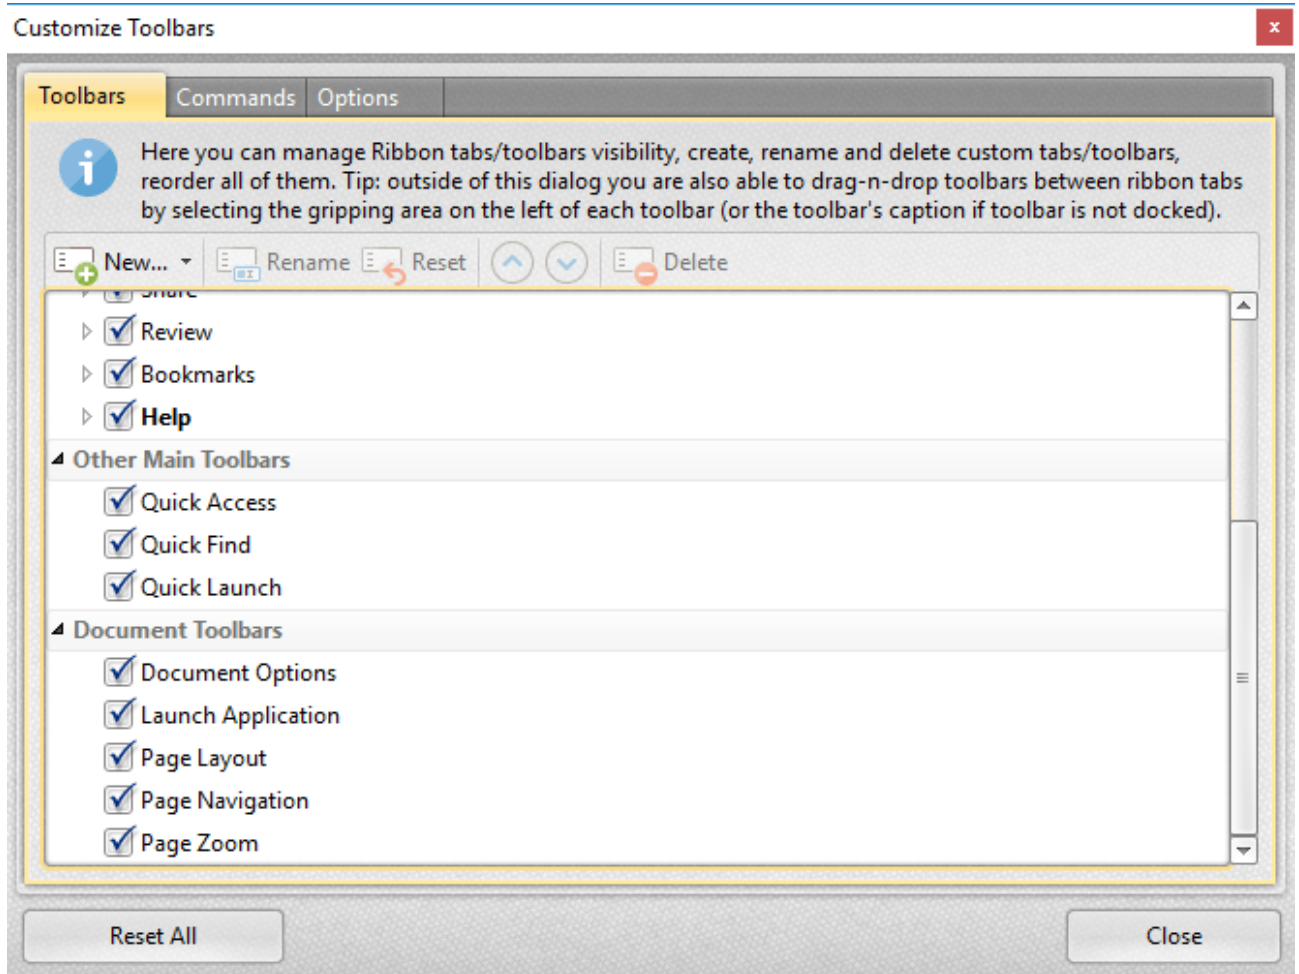 Customize Toolbars
x
Toolbars Commands Options
Here you can manage Ribbon tabs/toolbars visibility, create, rename and delete custom tabs/toolbars,
reorder all of them. Tip: outside of this dialog you are also able to drag-n-drop toolbars between ribbon tabs
by selecting the gripping area on the left of each toolbar (or the toolbar's caption if toolbar is not docked).
New... Rename Reset Delete
Share
Review
Bookmarks
Help
Other Main Toolbars
Quick Access
Quick Find
Quick Launch
Document Toolbars
Document Options
Launch Application
Page Layout
Page Navigation
Page Zoom
Reset All Close